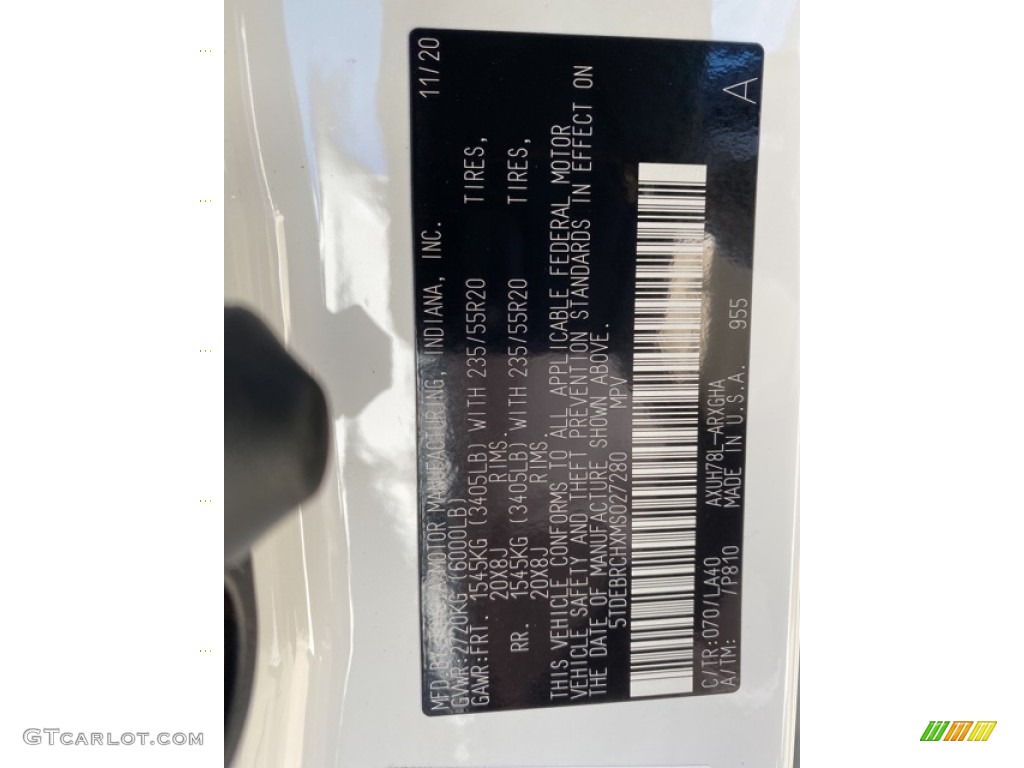 MFD.BY: MOTOR MANUFACTURING, INDIANA, INC. 11/20
GVWR:2720KG (6000LB)
GAWR:FRT. 1545KG (3405LB) WITH 235/55R20 TIRES,
20X8J RIMS.
RR. 1545KG (3405LB) WITH 235/55R20 TIRES,
20X8J RIMS.
THIS VEHICLE CONFORMS TO ALL APPLICABLE FEDERAL MOTOR
VEHICLE SAFETY AND THEFT PREVENTION STANDARDS IN EFFECT ON
THE DATE OF MANUFACTURE SHOWN ABOVE.
5TDEBRCHXMS027280 MPV
C/TR:070/LA40 AXUH78L-ARXGHA
A/TM: /P810 MADE IN U.S.A. 955 A
GTCARLOT.COM